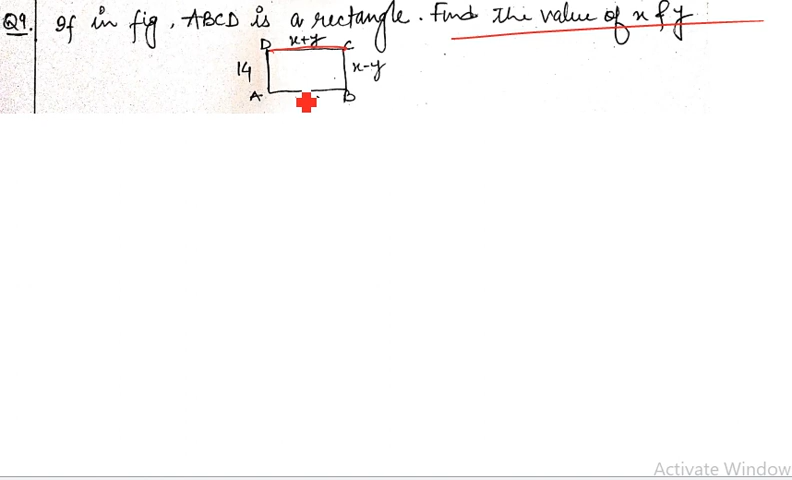 Q9. If in fig, ABCD is a rectangle. Find the value of x & y
D x+y C
14 x-y
A B
Activate Window